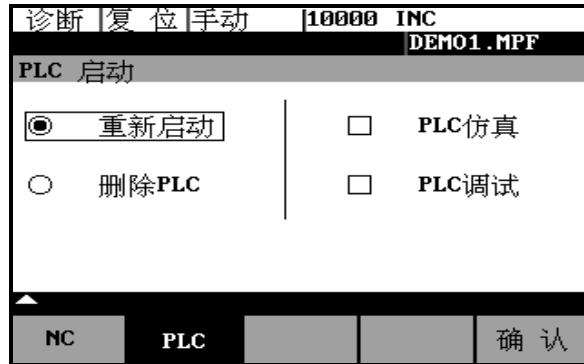 诊断 复 位 手动 10000 INC
DEMO1.MPF
PLC 启动
重新启动 PLC仿真
删除PLC PLC调试
NC PLC 确 认